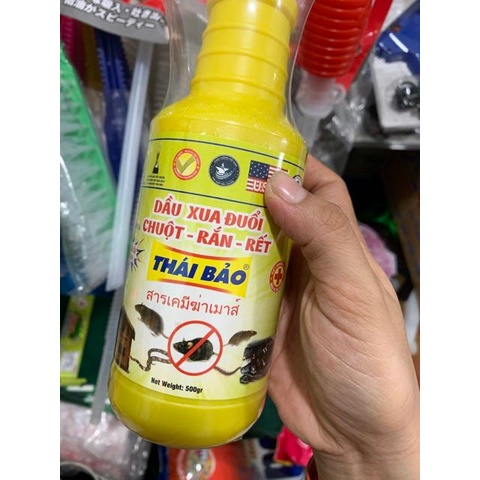 U.S.
DẦU XUA ĐUỔI
CHUỘT - RẮN - RẾT
THÁI BẢO®
สารเคมีฆ่าเมาส์
Net Weight: 500gr